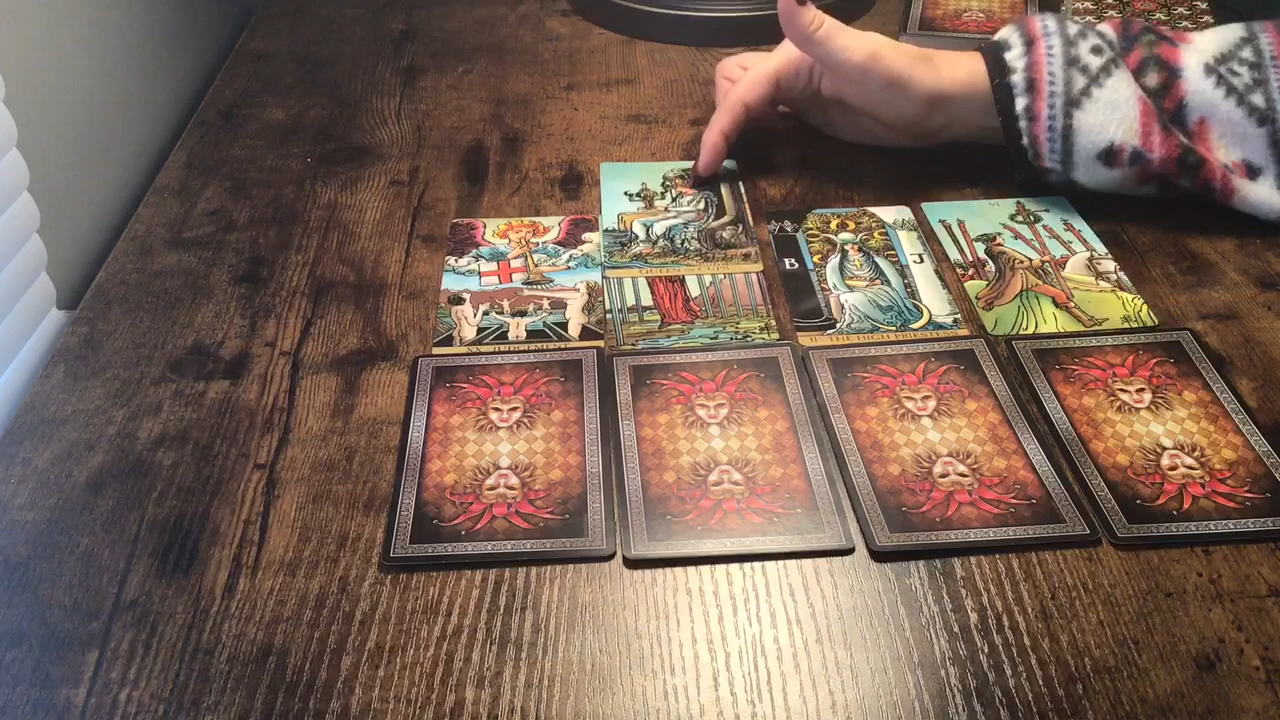 QUEEN of CUPS
VI
B
J
JUDGEMENT
II THE HIGH PRIESTESS